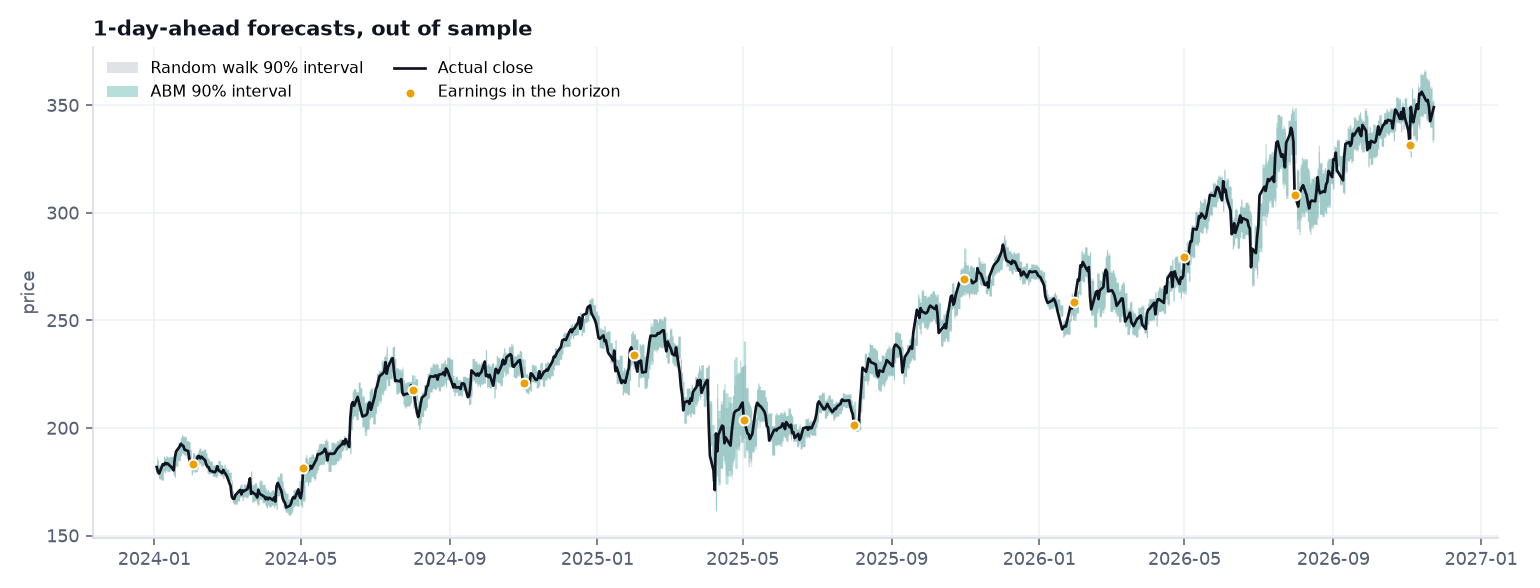 1-day-ahead forecasts, out of sample
Random walk 90% interval
ABM 90% interval
Actual close
Earnings in the horizon
price
350
300
250
200
150
2024-01
2024-05
2024-09
2025-01
2025-05
2025-09
2026-01
2026-05
2026-09
2027-01